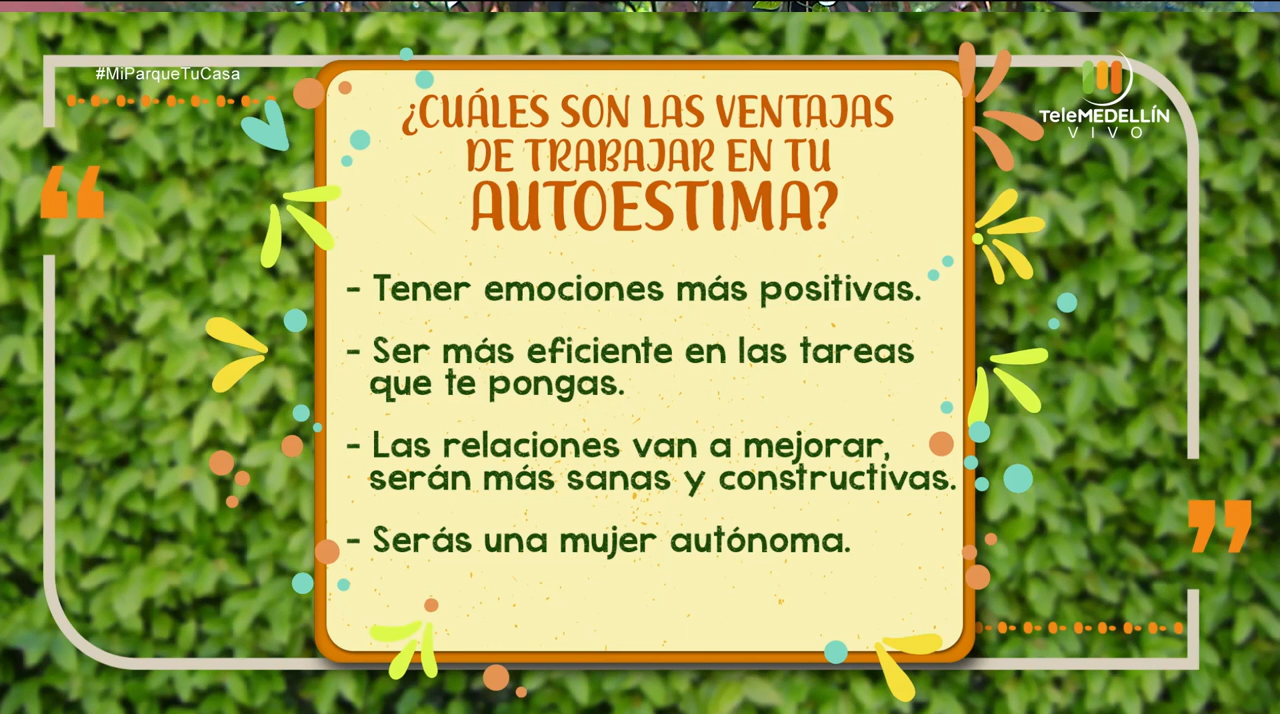 #MiParqueTuCasa
TeleMEDELLÍN
VIVO
¿CUÁLES SON LAS VENTAJAS
DE TRABAJAR EN TU
AUTOESTIMA?
- Tener emociones más positivas.
- Ser más eficiente en las tareas
que te pongas.
- Las relaciones van a mejorar,
serán más sanas y constructivas.
- Serás una mujer autónoma.